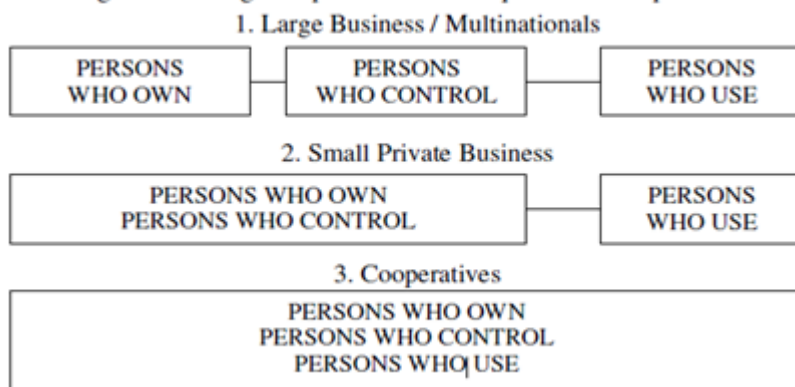 1. Large Business / Multinationals
PERSONS
WHO OWN
PERSONS
WHO CONTROL
PERSONS
WHO USE
2. Small Private Business
PERSONS WHO OWN
PERSONS WHO CONTROL
PERSONS
WHO USE
3. Cooperatives
PERSONS WHO OWN
PERSONS WHO CONTROL
PERSONS WHO USE